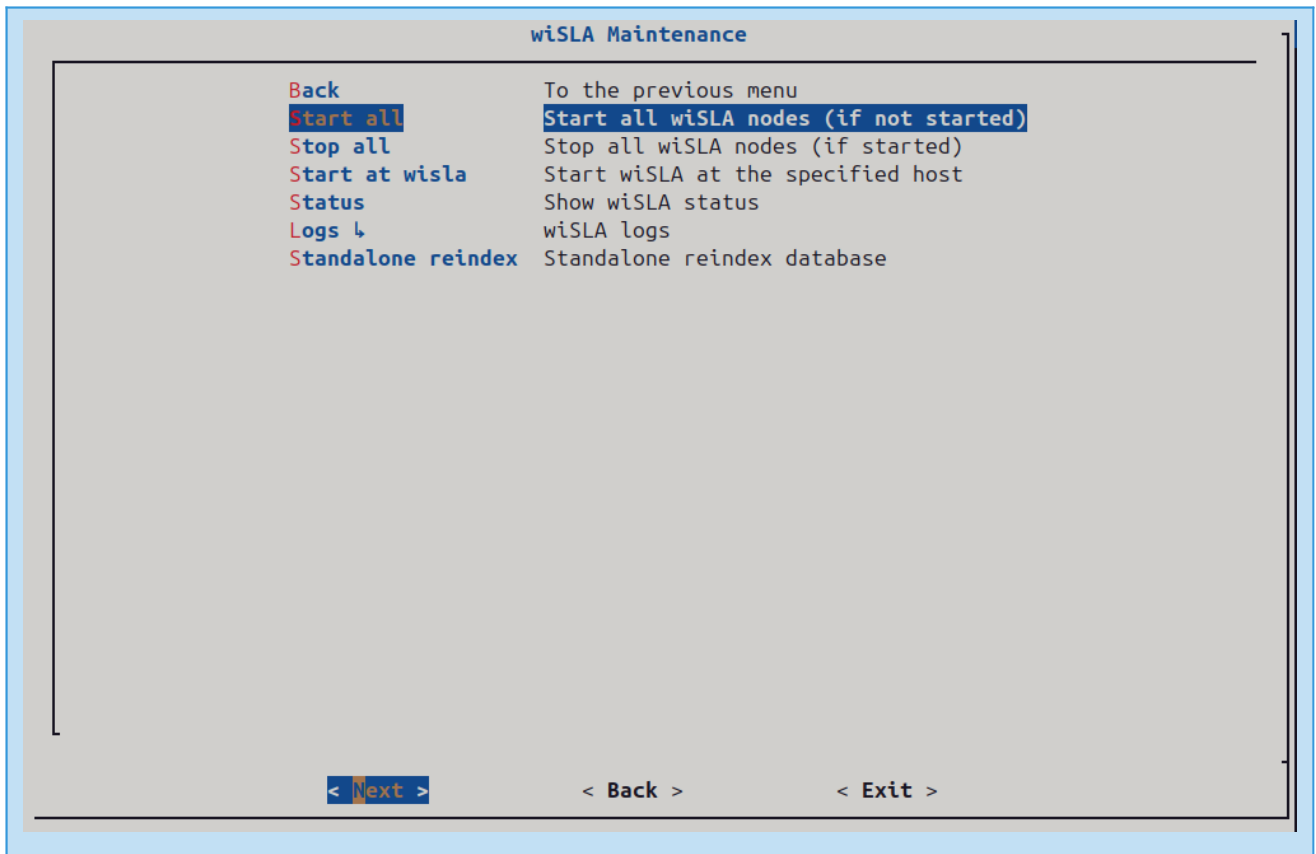 wiSLA Maintenance
Back To the previous menu
Start all Start all wiSLA nodes (if not started)
Stop all Stop all wiSLA nodes (if started)
Start at wisla Start wiSLA at the specified host
Status Show wiSLA status
Logs ↳ wiSLA logs
Standalone reindex Standalone reindex database
< Next > < Back > < Exit >